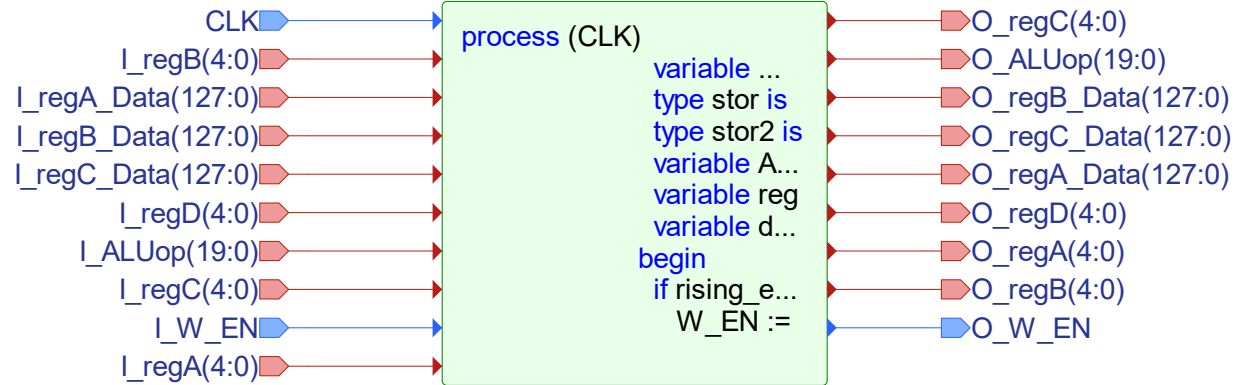 CLK
I_regB(4:0)
I_regA_Data(127:0)
I_regB_Data(127:0)
I_regC_Data(127:0)
I_regD(4:0)
I_ALUop(19:0)
I_regC(4:0)
I_W_EN
I_regA(4:0)
process (CLK)
variable ...
type stor is
type stor2 is
variable A...
variable reg
variable d...
begin
if rising_e...
W_EN :=
O_regC(4:0)
O_ALUop(19:0)
O_regB_Data(127:0)
O_regC_Data(127:0)
O_regA_Data(127:0)
O_regD(4:0)
O_regA(4:0)
O_regB(4:0)
O_W_EN